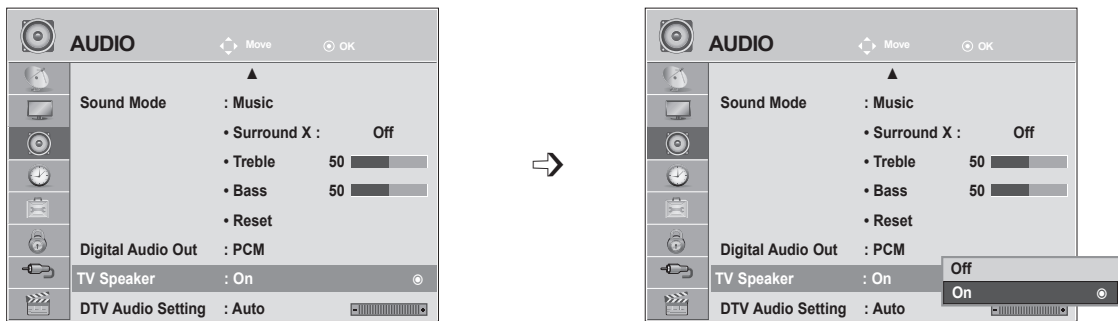 AUDIO Move OK
▲
Sound Mode : Music
• Surround X : Off
• Treble 50
• Bass 50
• Reset
Digital Audio Out : PCM
TV Speaker : On
DTV Audio Setting : Auto - +
AUDIO Move OK
▲
Sound Mode : Music
• Surround X : Off
• Treble 50
• Bass 50
• Reset
Digital Audio Out : PCM
TV Speaker : On
DTV Audio Setting : Auto - +
Off
On